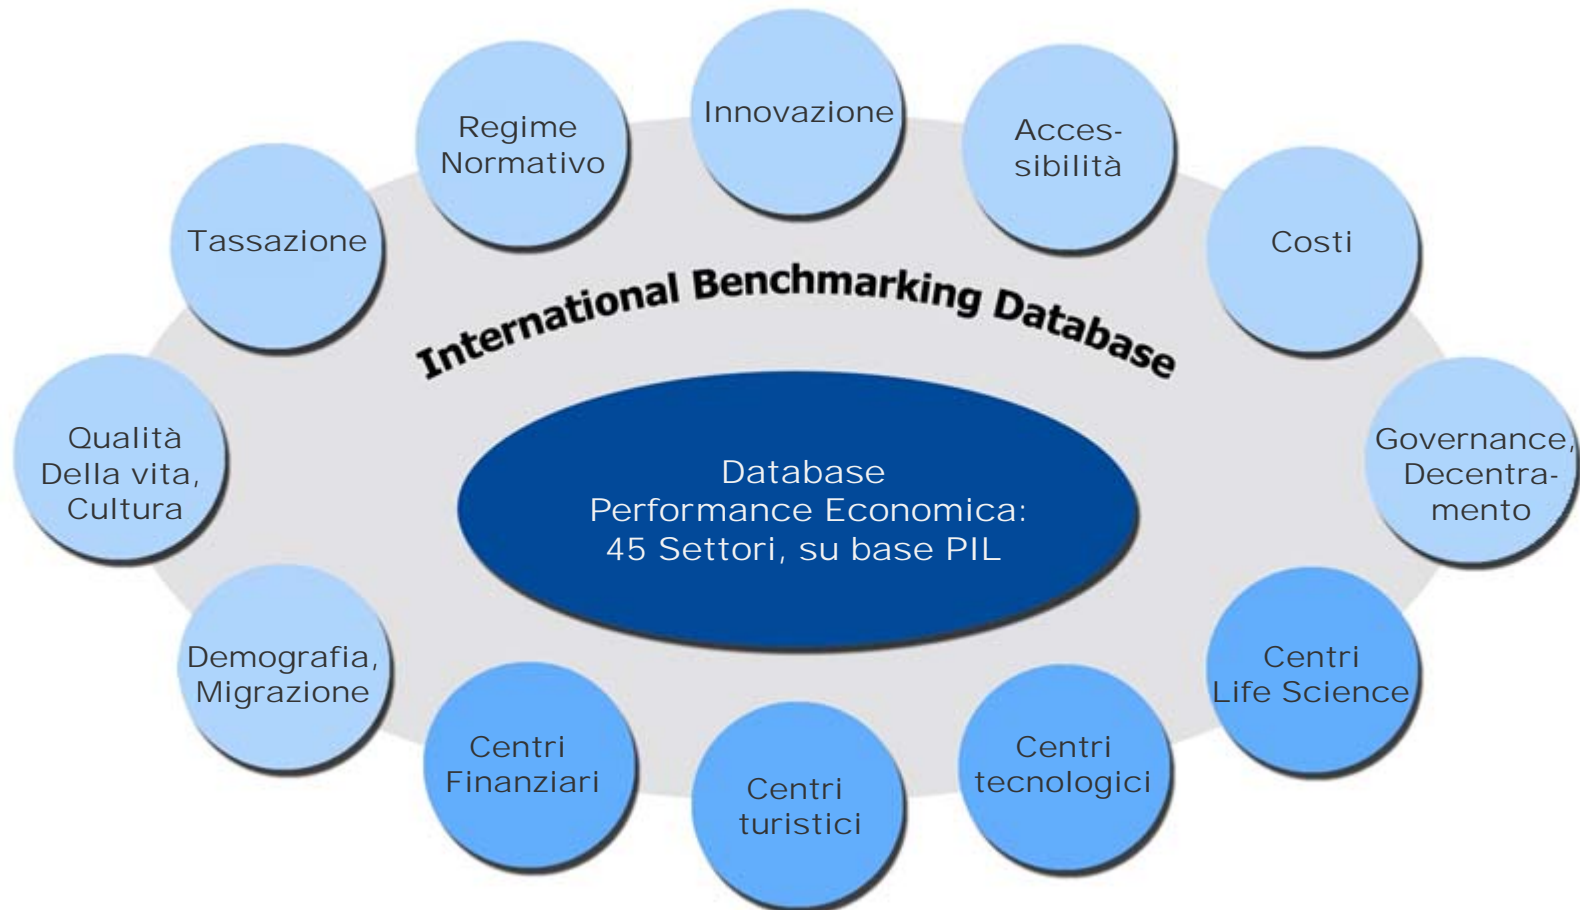 Innovazione
Regime
Normativo
Acces-
sibilità
Tassazione
Costi
International Benchmarking Database
Qualità
Della vita,
Cultura
Governance,
Decentra-
mento
Database
Performance Economica:
45 Settori, su base PIL
Demografia,
Migrazione
Centri
Life Science
Centri
Finanziari
Centri
turistici
Centri
tecnologici